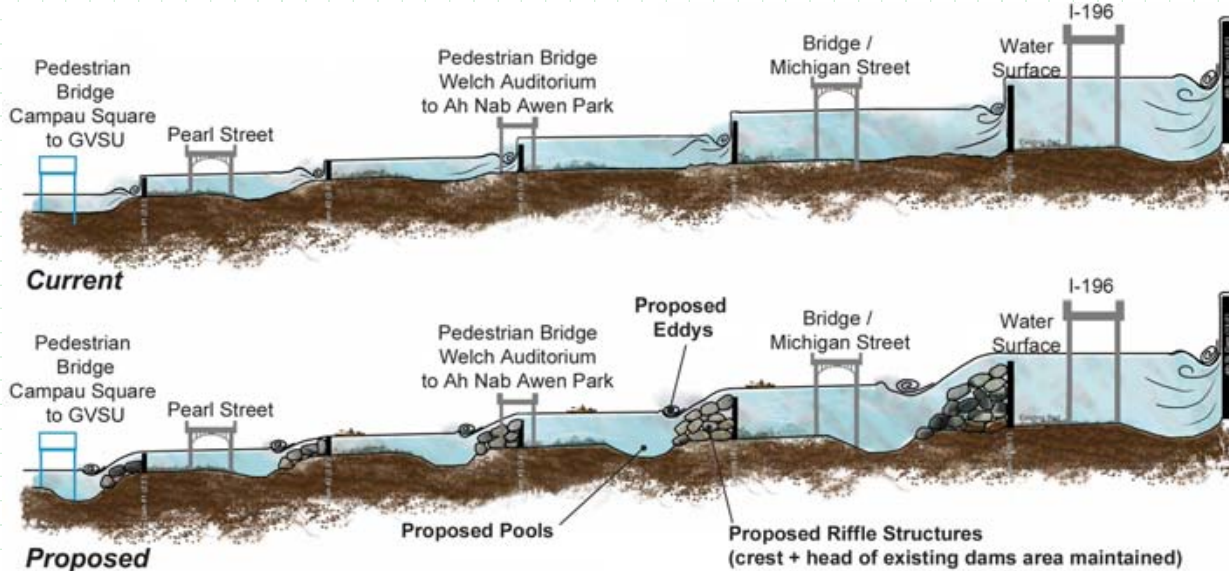 I-196
Bridge /
Michigan Street
Water
Surface
Pedestrian Bridge
Welch Auditorium
to Ah Nab Awen Park
Pedestrian
Bridge
Campau Square
to GVSU
Pearl Street
Current
I-196
Proposed
Eddys
Bridge /
Michigan Street
Water
Surface
Pedestrian Bridge
Welch Auditorium
to Ah Nab Awen Park
Pedestrian
Bridge
Campau Square
to GVSU
Pearl Street
Proposed Pools
Proposed Riffle Structures
(crest + head of existing dams area maintained)
Proposed